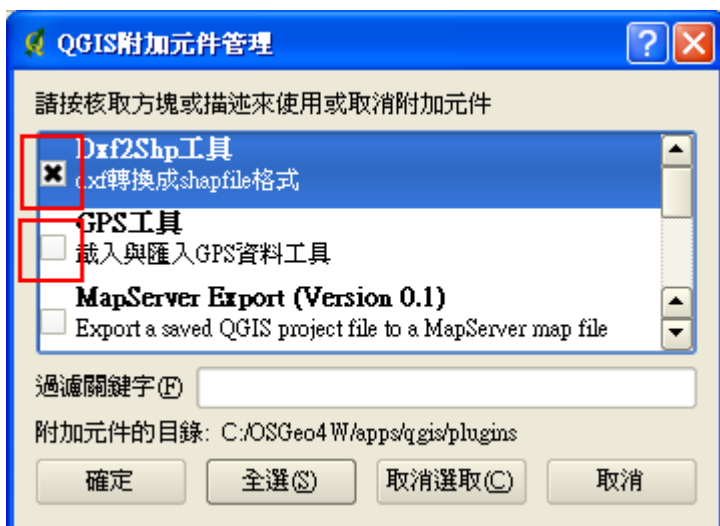 QGIS附加元件管理
請按核取方塊或描述來使用或取消附加元件
Dxf2Shp工具
dxf轉換成shapfile格式
GPS工具
載入與匯入GPS資料工具
MapServer Export (Version 0.1)
Export a saved QGIS project file to a MapServer map file
過濾關鍵字(F)
附加元件的目錄: C:/OSGeo4W/apps/qgis/plugins
確定 全選(S) 取消選取(C) 取消